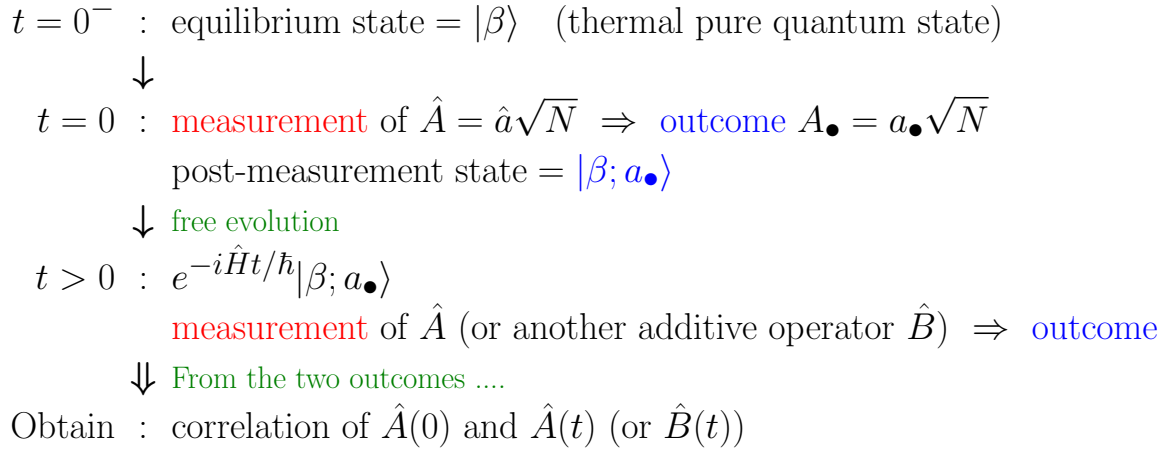 t = 0⁻ : equilibrium state = |β⟩ (thermal pure quantum state)
↓
t = 0 : measurement of Â = â√N ⇒ outcome A• = a•√N
post-measurement state = |β; a•⟩
↓ free evolution
t > 0 : e^{-iĤt/ħ}|β; a•⟩
measurement of Â (or another additive operator B̂) ⇒ outcome
⇓ From the two outcomes ....
Obtain : correlation of Â(0) and Â(t) (or B̂(t))